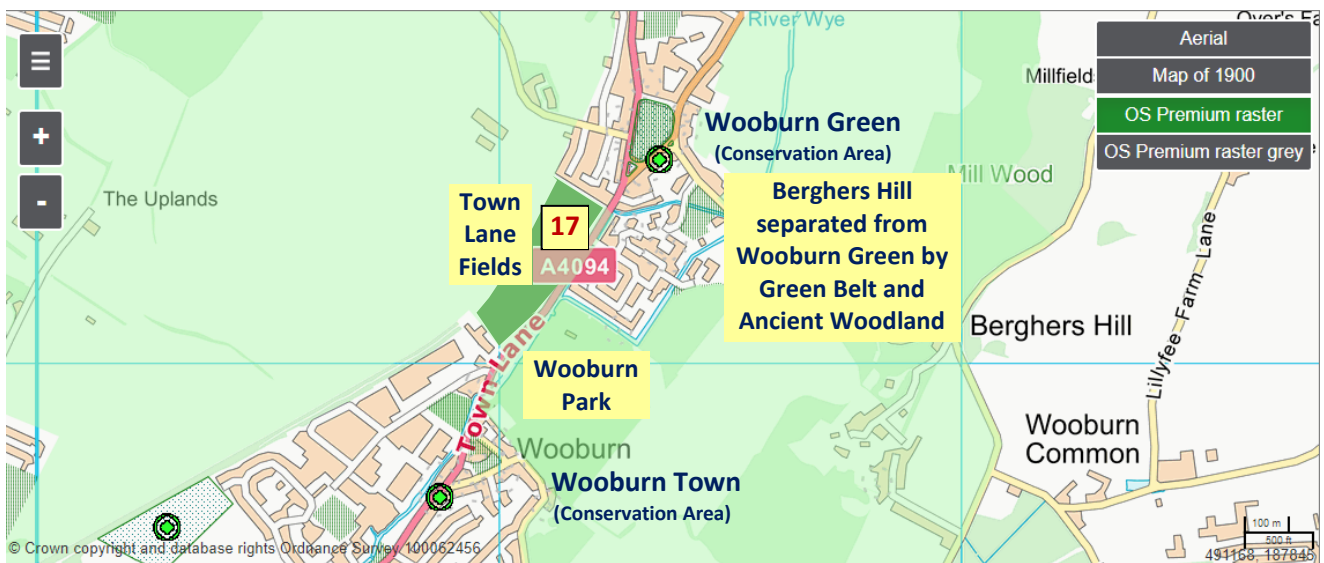 River Wye
Over's Fa
☰
+
-
Aerial
Map of 1900
OS Premium raster
OS Premium raster grey
Millfield
Wooburn Green
(Conservation Area)
Mill Wood
The Uplands
Town
Lane
Fields
17
A4094
Berghers Hill
separated from
Wooburn Green by
Green Belt and
Ancient Woodland
Berghers Hill
Lillyfee Farm Lane
Town Lane
Wooburn
Park
Wooburn
Common
Wooburn
Wooburn Town
(Conservation Area)
100 m
500 ft
© Crown copyright and database rights Ordnance Survey 100062456
491168, 187845